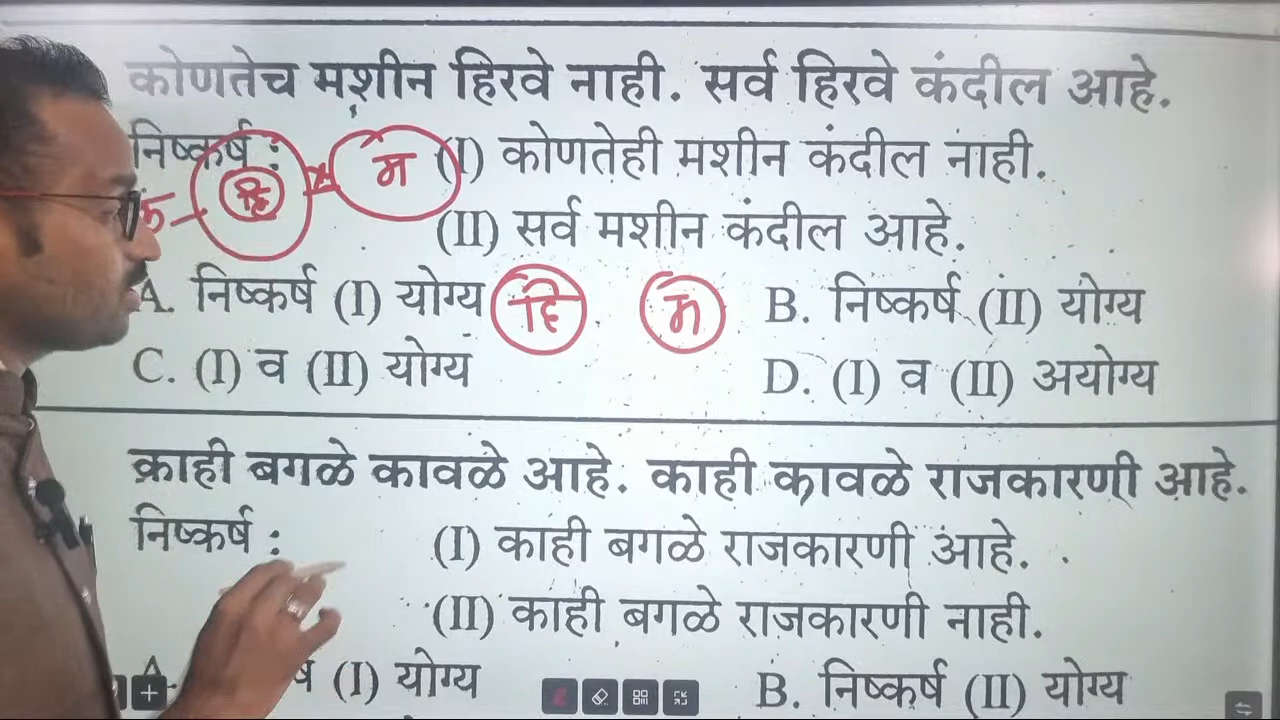 कोणतेच मशीन हिरवे नाही. सर्व हिरवे कंदील आहे.
निष्कर्ष : (I) कोणतेही मशीन कंदील नाही.
हि × म
(II) सर्व मशीन कंदील आहे.
A. निष्कर्ष (I) योग्य B. निष्कर्ष (II) योग्य
हि म
C. (I) व (II) योग्य D. (I) व (II) अयोग्य
काही बगळे कावळे आहे. काही कावळे राजकारणी आहे.
निष्कर्ष : (I) काही बगळे राजकारणी आहे.
(II) काही बगळे राजकारणी नाही.
(I) योग्य B. निष्कर्ष (II) योग्य